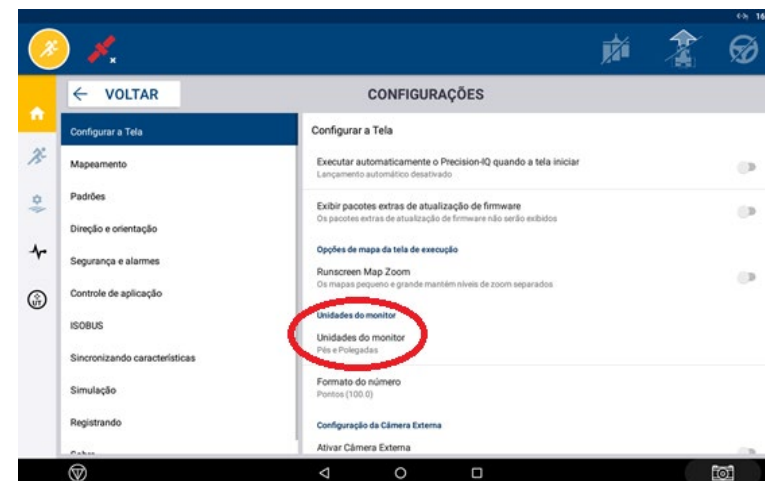 16
VOLTAR
CONFIGURAÇÕES
Configurar a Tela
Mapeamento
Padrões
Direção e orientação
Segurança e alarmes
Controle de aplicação
ISOBUS
Sincronizando características
Simulação
Registrando
Sobre
Configurar a Tela
Executar automaticamente o Precision-IQ quando a tela iniciar
Lançamento automático desativado
Exibir pacotes extras de atualização de firmware
Os pacotes extras de atualização de firmware não serão exibidos
Opções de mapa da tela de execução
Runscreen Map Zoom
Os mapas pequeno e grande mantém níveis de zoom separados
Unidades do monitor
Unidades do monitor
Pés e Polegadas
Formato do número
Pontos (100.0)
Configuração da Câmera Externa
Ativar Câmera Externa
UT